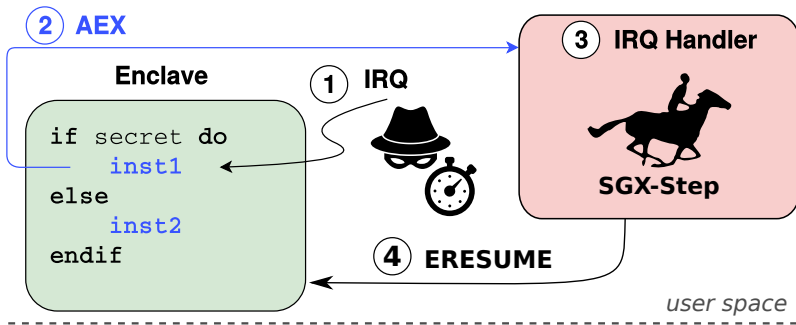 2 AEX
3 IRQ Handler
Enclave
1 IRQ
if secret do
inst1
else
inst2
endif
SGX-Step
4 ERESUME
user space